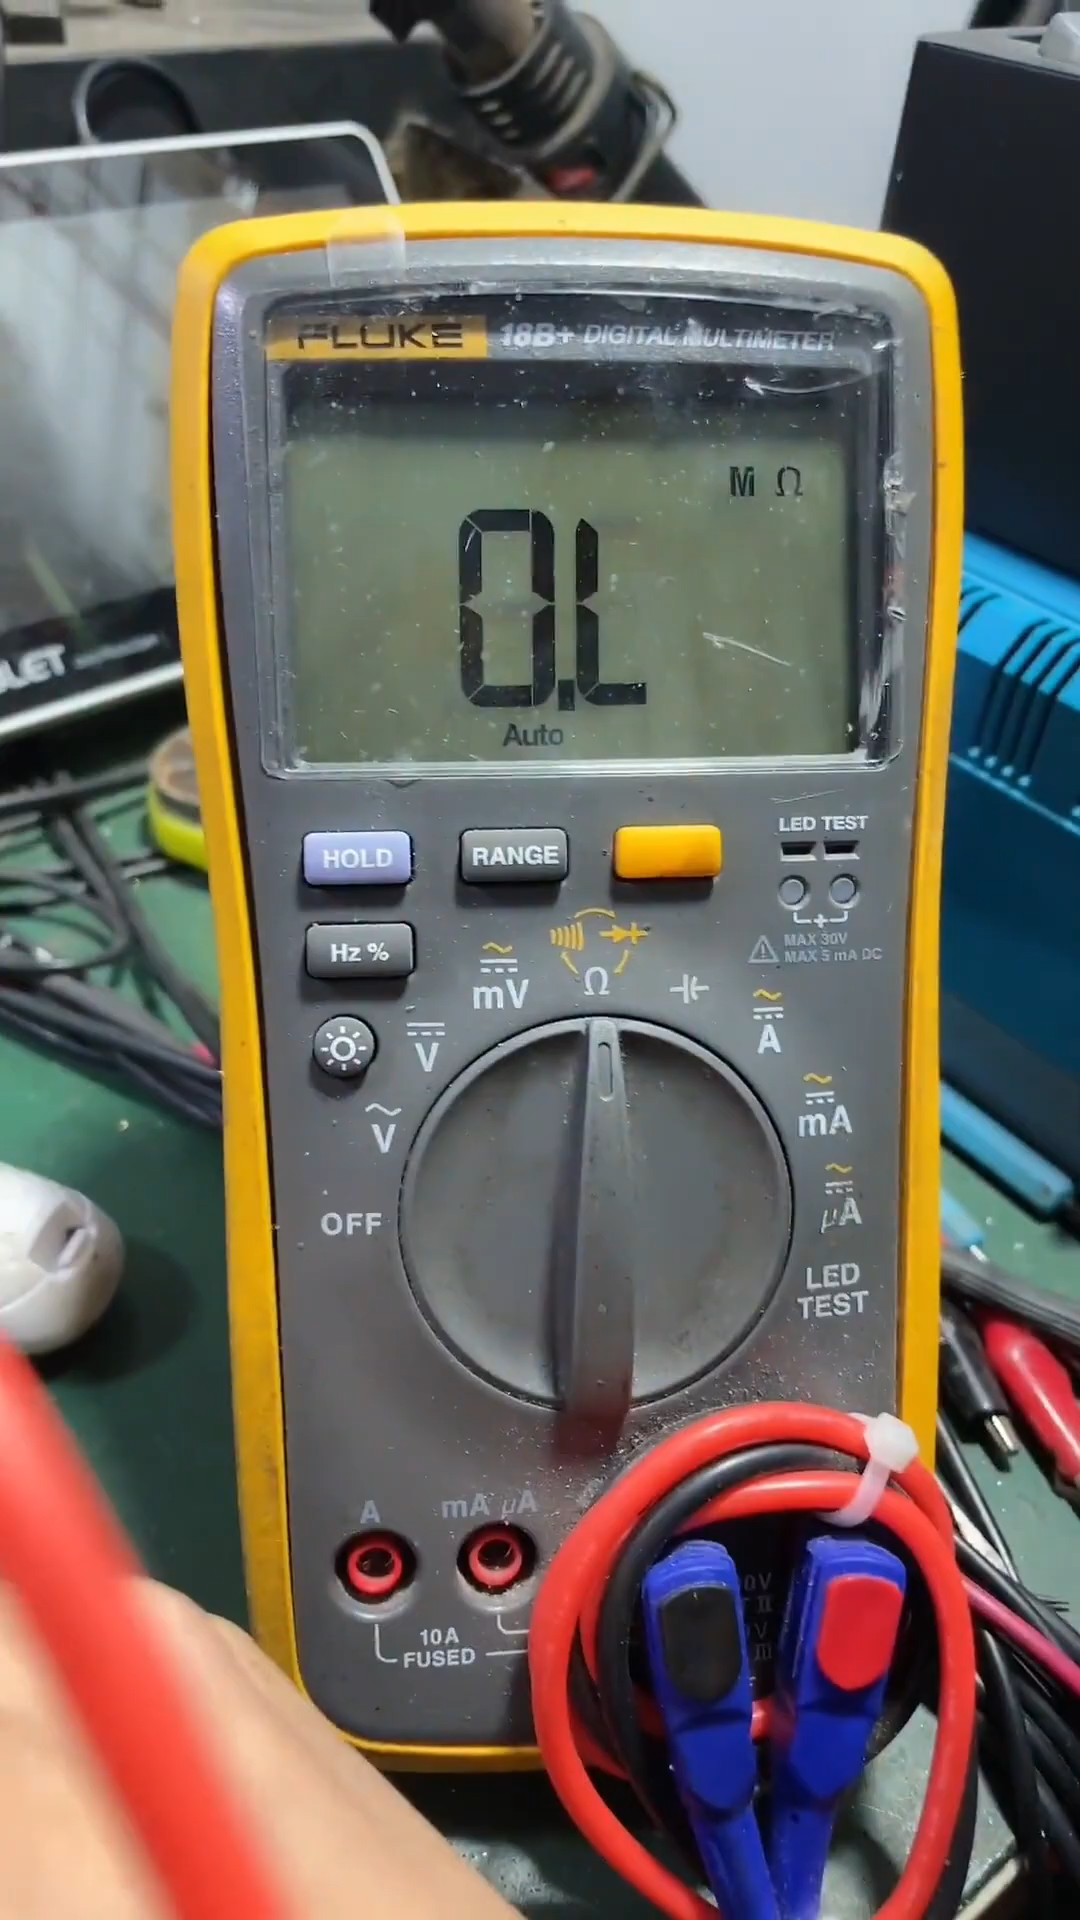 FLUKE 18B+ DIGITAL MULTIMETER
M Ω
0.L
Auto
HOLD
RANGE
LED TEST
Hz %
MAX 30V
MAX 5 mA DC
mV
Ω
V
A
V
mA
OFF
µA
LED
TEST
A
mA µA
10A
FUSED